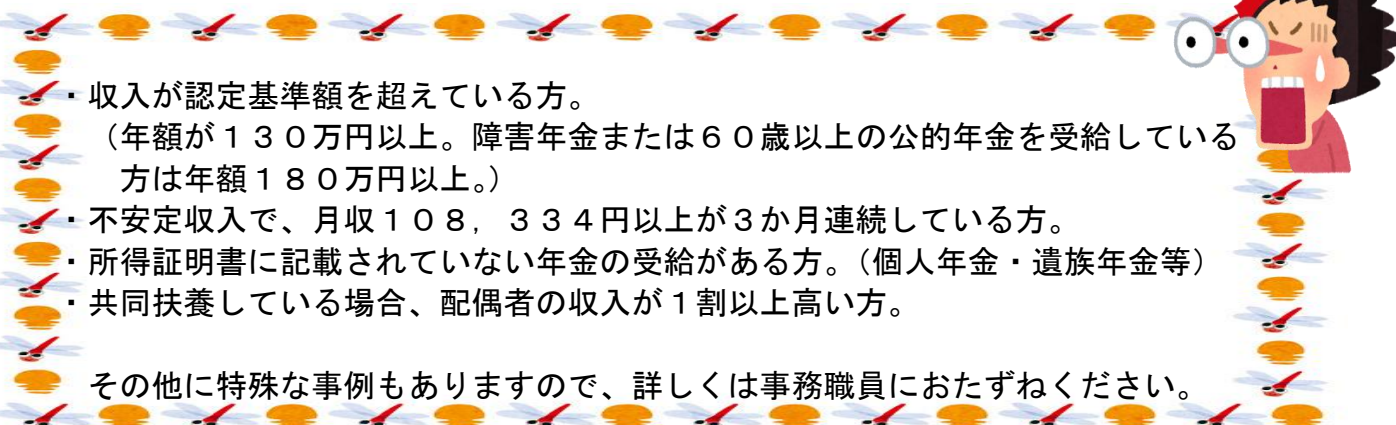 ・収入が認定基準額を超えている方。
（年額が１３０万円以上。障害年金または６０歳以上の公的年金を受給している
方は年額１８０万円以上。）
・不安定収入で、月収１０８，３３４円以上が３か月連続している方。
・所得証明書に記載されていない年金の受給がある方。（個人年金・遺族年金等）
・共同扶養している場合、配偶者の収入が１割以上高い方。
その他に特殊な事例もありますので、詳しくは事務職員におたずねください。